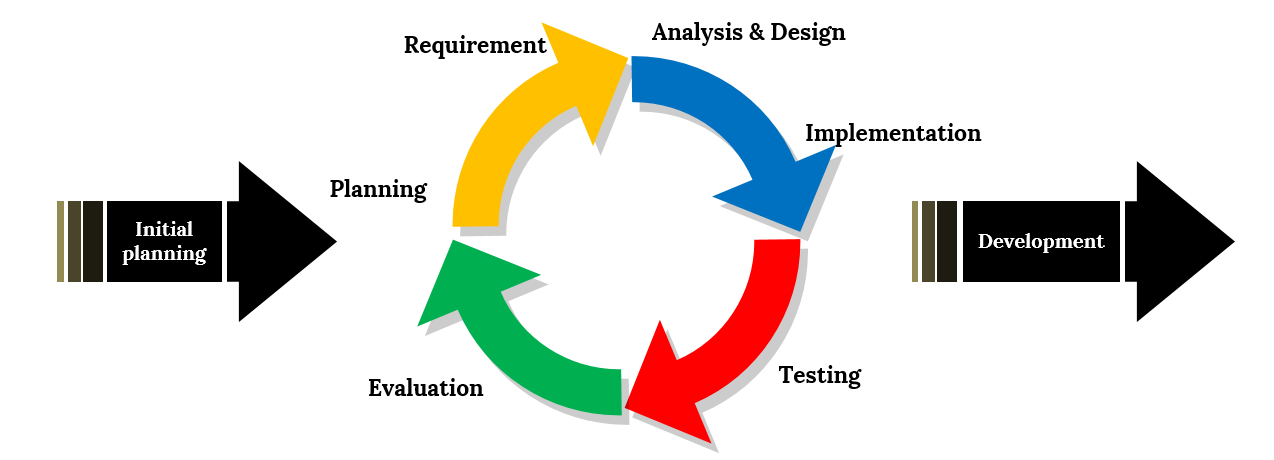 Requirement
Analysis & Design
Implementation
Planning
Initial
planning
Development
Testing
Evaluation